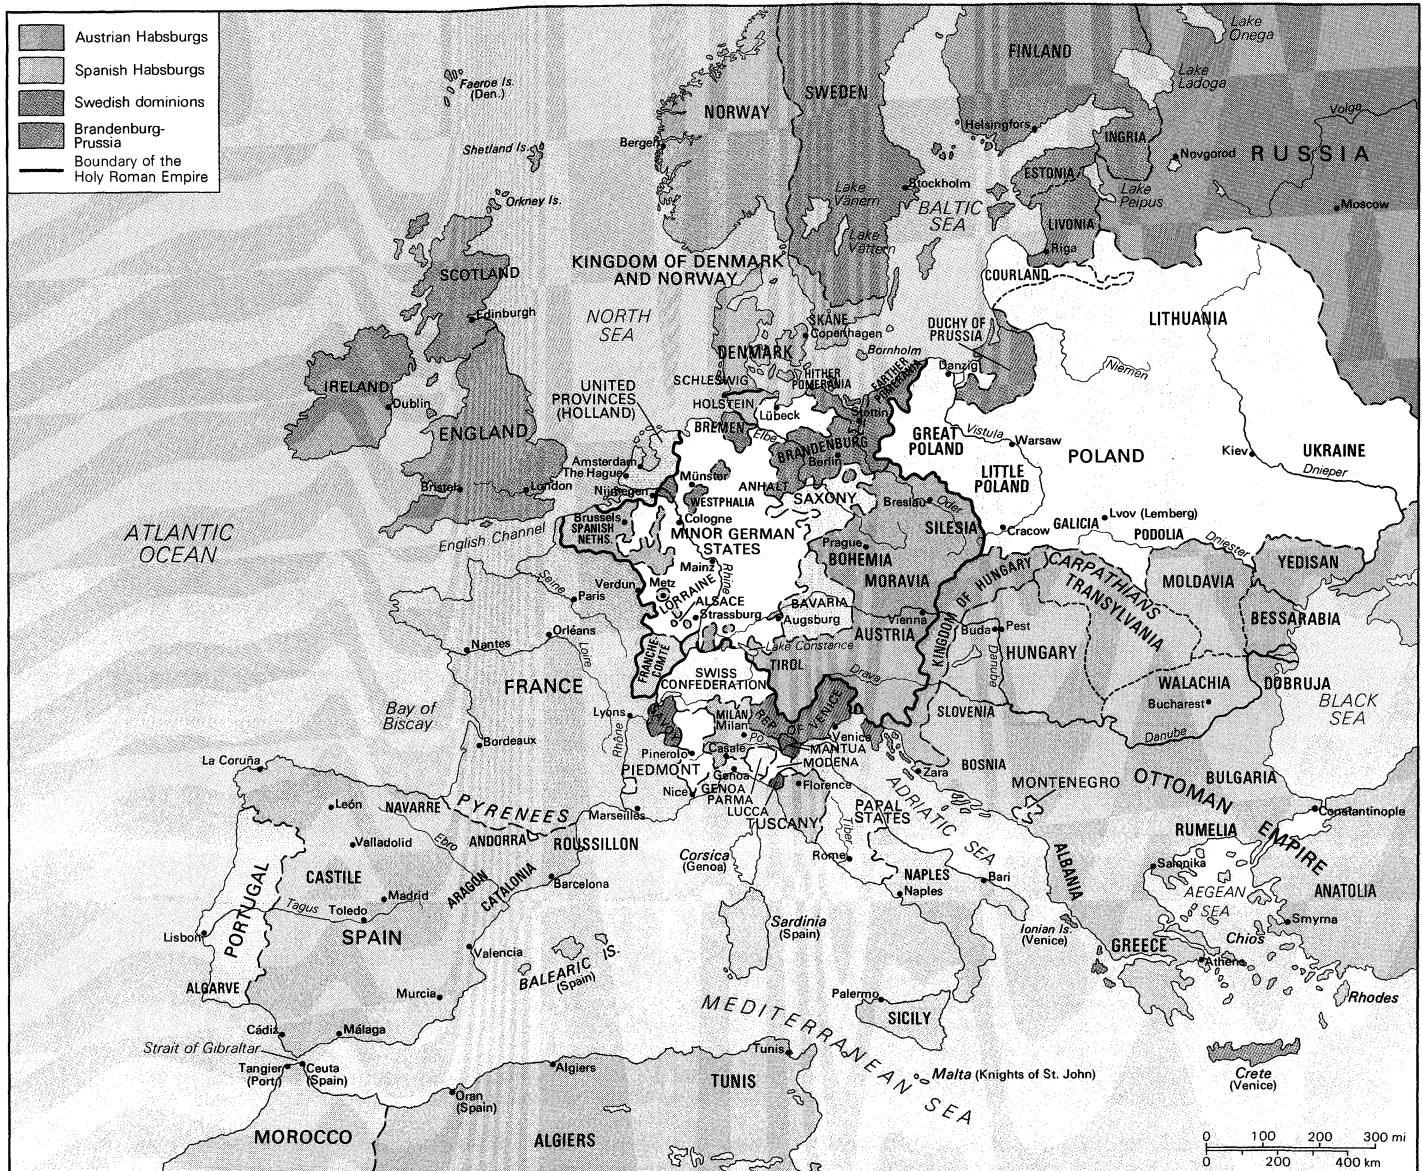 Austrian Habsburgs
Spanish Habsburgs
Swedish dominions
Brandenburg-
Prussia
Boundary of the
Holy Roman Empire
Faeroe Is.
(Den.)
Shetland Is.
Orkney Is.
NORWAY
Bergen
SWEDEN
FINLAND
Lake
Onega
Lake
Ladoga
Helsingfors
INGRIA
Volga
Novgorod
RUSSIA
Moscow
ESTONIA
Lake
Peipus
Stockholm
Lake
Vänern
Lake
Vättern
BALTIC
SEA
LIVONIA
Riga
COURLAND
SCOTLAND
Edinburgh
KINGDOM OF DENMARK
AND NORWAY
NORTH
SEA
SKÅNE
Copenhagen
DENMARK
Bornholm
DUCHY OF
PRUSSIA
LITHUANIA
Niemen
IRELAND
Dublin
ENGLAND
Bristol
London
UNITED
PROVINCES
(HOLLAND)
SCHLESWIG
HOLSTEIN
HITHER
POMERANIA
FARTHER
POMERANIA
Danzig
Lübeck
Stettin
BREMEN
Elbe
BRANDENBURG
Berlin
GREAT
POLAND
Vistula
Warsaw
LITTLE
POLAND
POLAND
Kiev
UKRAINE
Dnieper
Amsterdam
The Hague
Nijmegen
Münster
WESTPHALIA
ANHALT
SAXONY
Breslau
Oder
SILESIA
Cracow
GALICIA
Lvov (Lemberg)
PODOLIA
Dniester
YEDISAN
ATLANTIC
OCEAN
English Channel
Brussels
SPANISH
NETHS.
Cologne
MINOR GERMAN
STATES
Prague
BOHEMIA
MORAVIA
Mainz
Rhine
KINGDOM OF HUNGARY
CARPATHIANS
TRANSYLVANIA
MOLDAVIA
BESSARABIA
Seine
Paris
Verdun
Metz
LORRAINE
ALSACE
Strassburg
BAVARIA
Augsburg
Vienna
AUSTRIA
Buda
Pest
HUNGARY
Danube
Nantes
Orléans
Loire
FRANCE
FRANCHE-
COMTÉ
Lake Constance
TIROL
SWISS
CONFEDERATION
Drava
SLOVENIA
WALACHIA
Bucharest
DOBRUJA
BLACK
SEA
Bay of
Biscay
Lyons
Rhône
Bordeaux
SAVOY
MILAN
Milan
REP. OF VENICE
Po
Venice
MANTUA
MODENA
Pinerolo
Casale
PIEDMONT
Genoa
GENOA
PARMA
LUCCA
TUSCANY
Nice
Florence
Marseilles
Zara
BOSNIA
MONTENEGRO
OTTOMAN EMPIRE
Danube
BULGARIA
Constantinople
RUMELIA
La Coruña
León
NAVARRE
PYRENEES
Valladolid
Ebro
ANDORRA
ROUSSILLON
CASTILE
Madrid
ARAGON
CATALONIA
Barcelona
Tagus
Toledo
PORTUGAL
Lisbon
SPAIN
Valencia
ALGARVE
Murcia
BALEARIC IS.
(Spain)
Cádiz
Málaga
Strait of Gibraltar
Tangier
(Port.)
Ceuta
(Spain)
Oran
(Spain)
Algiers
MOROCCO
ALGIERS
TUNIS
Tunis
Corsica
(Genoa)
Sardinia
(Spain)
PAPAL
STATES
Tiber
Rome
ADRIATIC SEA
NAPLES
Naples
Bari
ALBANIA
Ionian Is.
(Venice)
Salonika
AEGEAN
SEA
ANATOLIA
Smyrna
Chios
GREECE
Athens
Rhodes
Palermo
SICILY
MEDITERRANEAN SEA
Malta (Knights of St. John)
Crete
(Venice)
0 100 200 300 mi
0 200 400 km